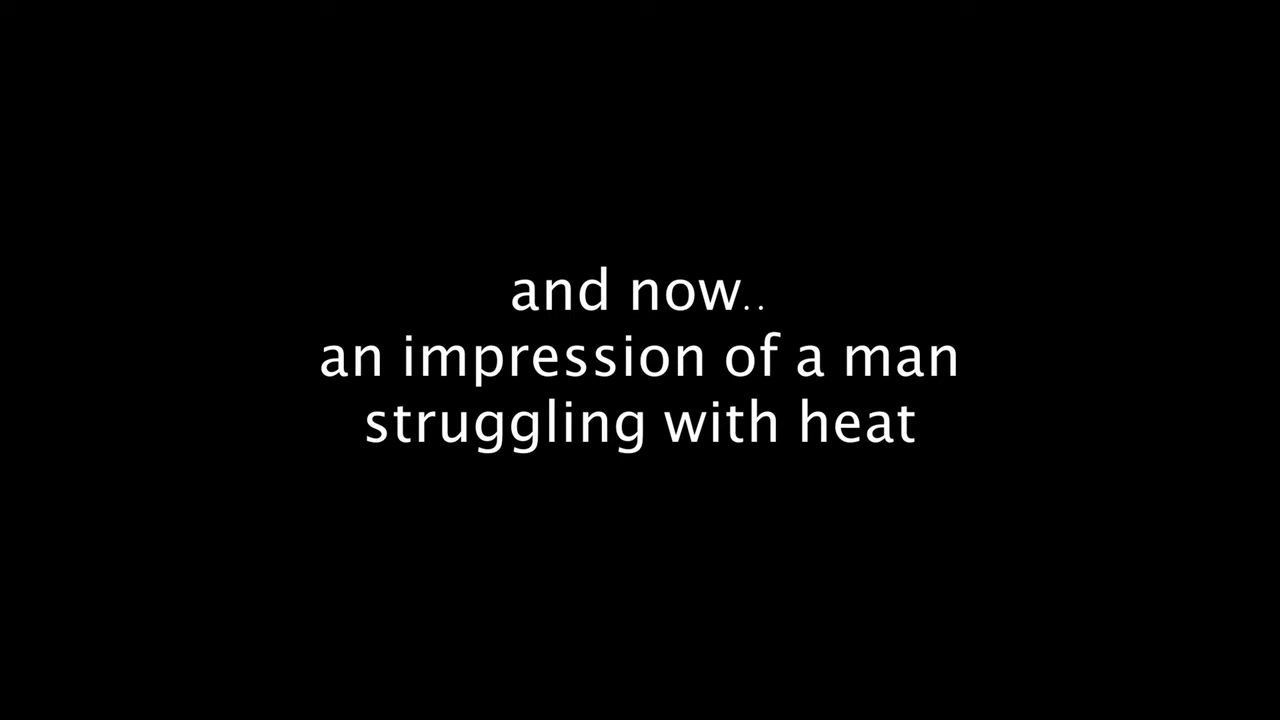 and now..
an impression of a man
struggling with heat